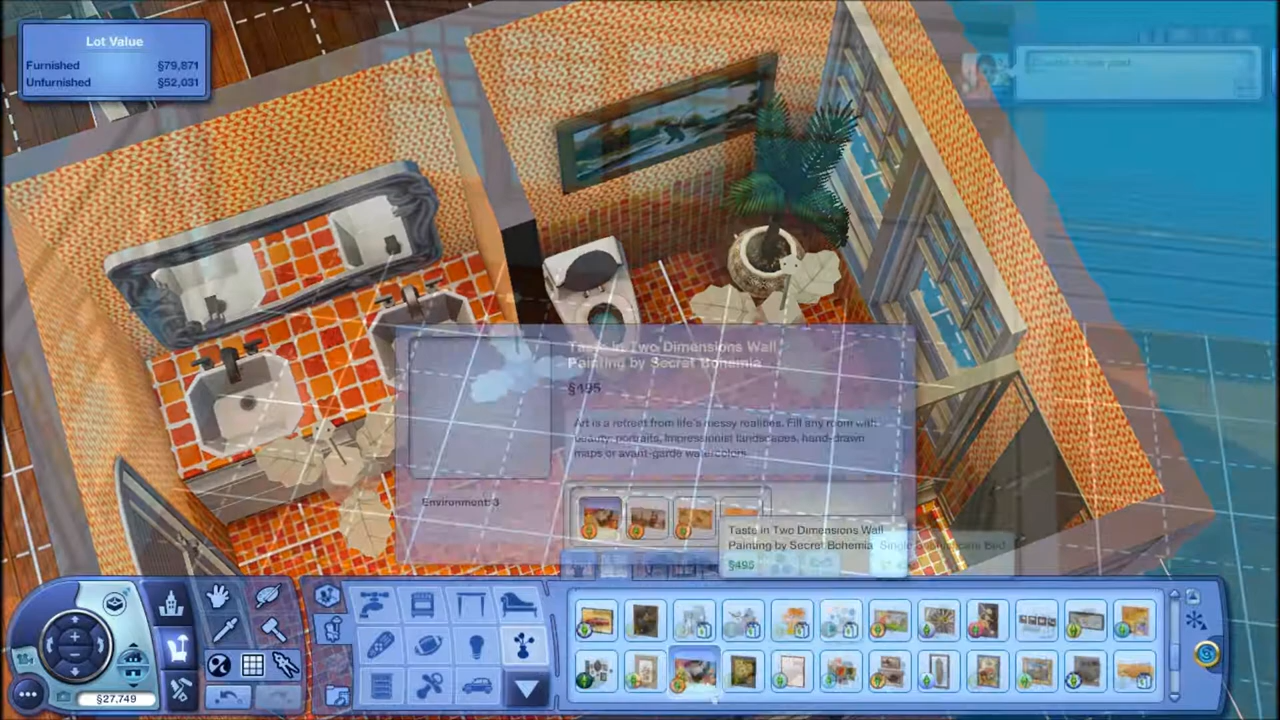 Lot Value
Furnished §79,871
Unfurnished §52,031
Taste in Two Dimensions Wall
Painting by Secret Bohemia
§495
Art is a retreat from life's messy realities. Fill any room with
beauty: portraits, impressionist landscapes, hand-drawn
maps or avant-garde watercolors.
Environment: 3
Taste in Two Dimensions Wall
Painting by Secret Bohemia
§495
§27,749